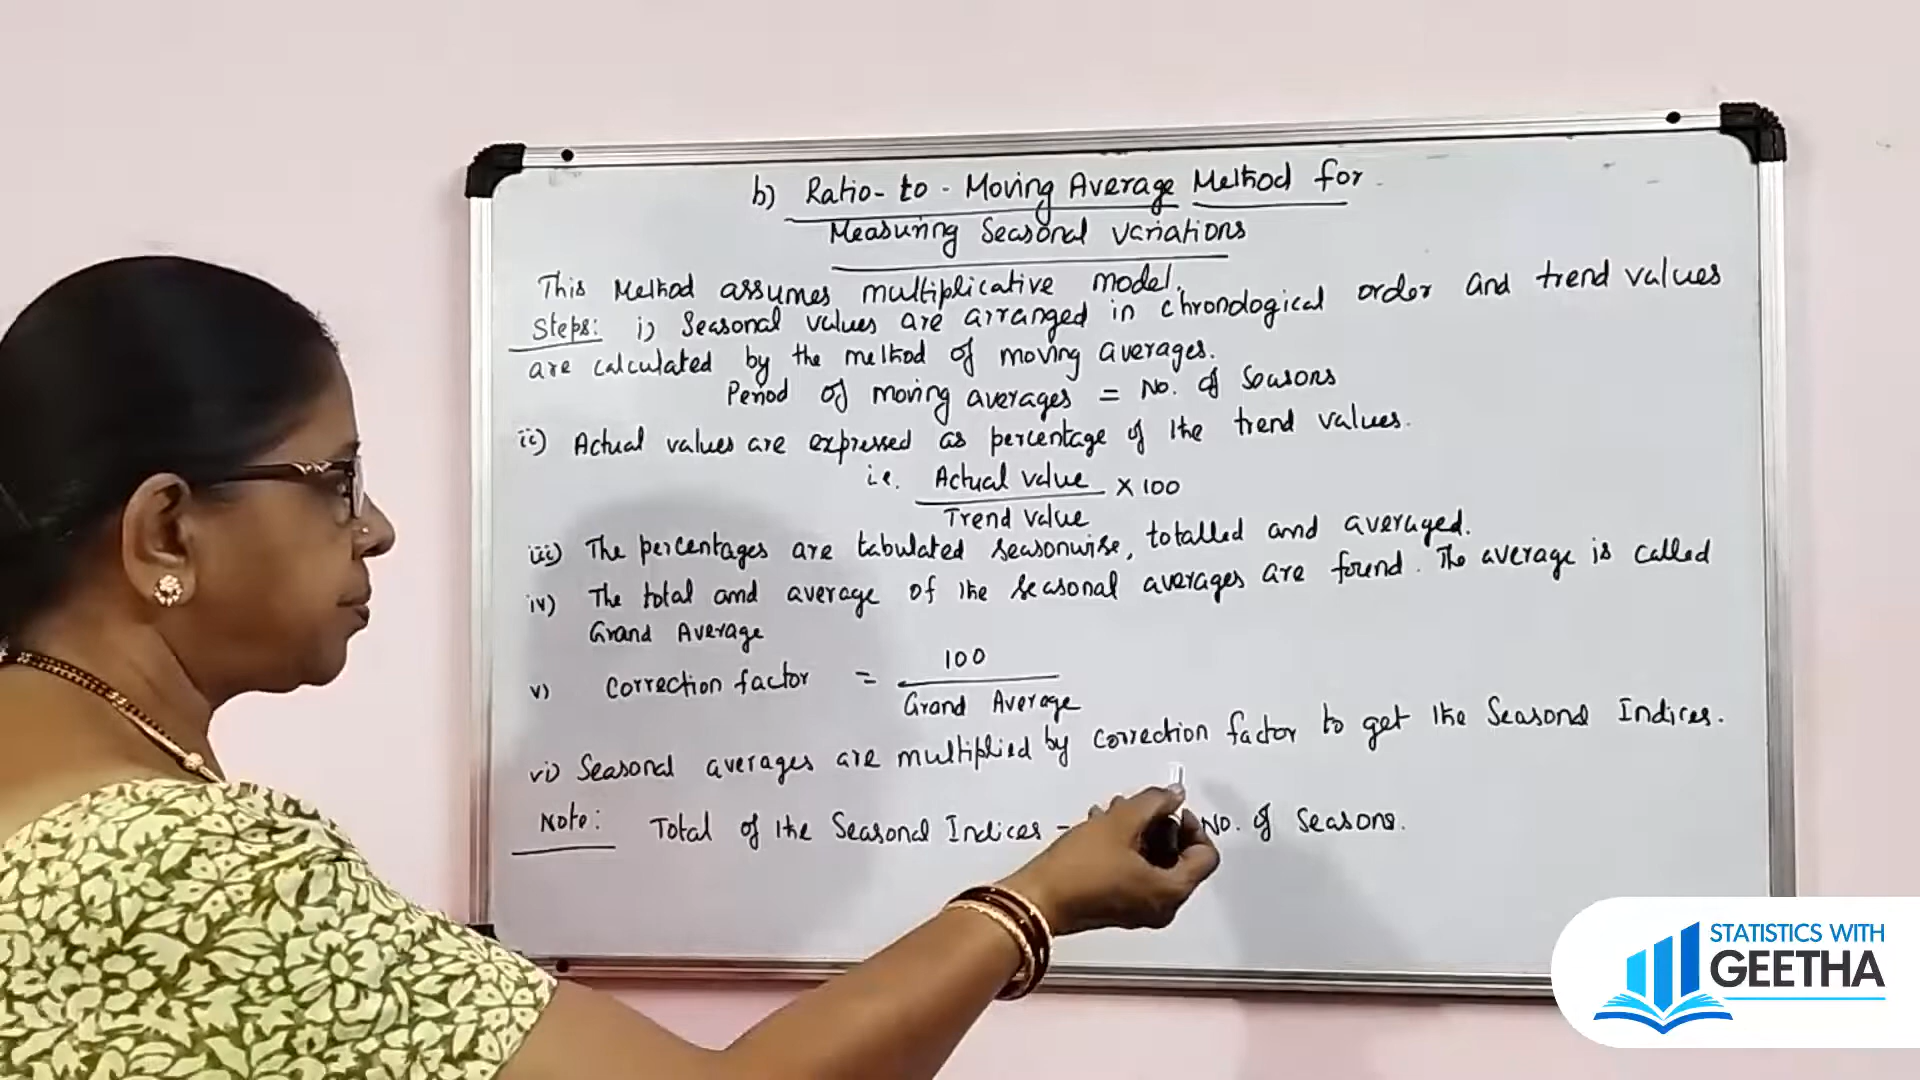 b) Ratio-to-Moving Average Method for
Measuring Seasonal variations
This Method assumes multiplicative model.
Steps: i) Seasonal values are arranged in chronological order and trend values
are calculated by the method of moving averages.
Period of moving averages = No. of Seasons
ii) Actual values are expressed as percentage of the trend values.
i.e. Actual value
Trend value × 100
iii) The percentages are tabulated seasonwise, totalled and averaged.
iv) The total and average of the seasonal averages are found. The average is called
Grand Average
v) Correction factor = 100
Grand Average
vi) Seasonal averages are multiplied by correction factor to get the Seasonal Indices.
Note: Total of the Seasonal Indices = No. of Seasons.
STATISTICS WITH
GEETHA